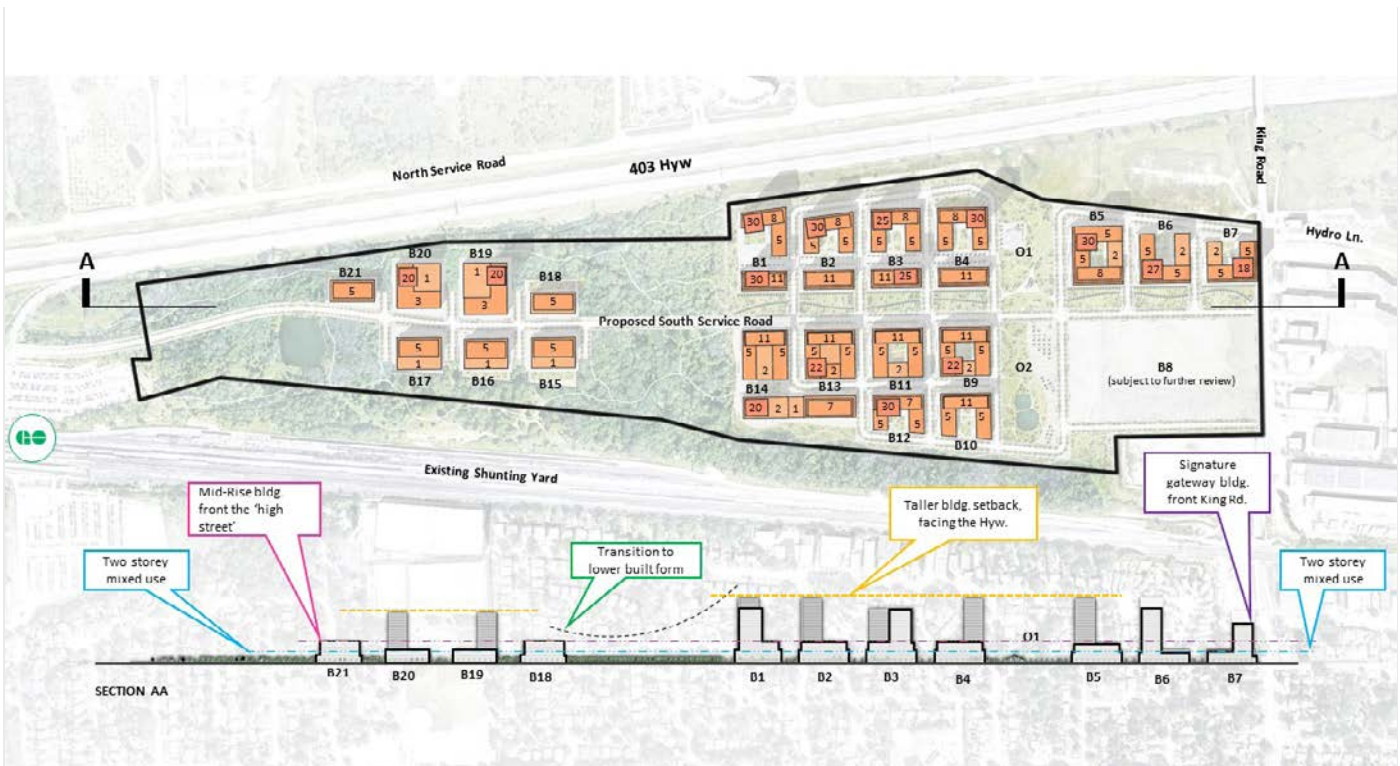 North Service Road
403 Hyw
King Road
Hydro Ln.
A
A
B20
B19
B21
B18
20
1
1
20
5
3
3
5
30
8
30
8
25
8
8
30
5
5
5
5
5
5
5
B1
B2
B3
B4
O1
30
11
11
11
25
11
B5
B6
B7
30
5
5
2
8
5
2
27
5
5
2
5
18
Proposed South Service Road
5
5
5
1
1
1
B17
B16
B15
11
11
11
11
5
5
5
5
5
5
5
5
2
22
2
2
22
2
B14
B13
B11
B9
O2
B8
(subject to further review)
20
2
1
7
30
7
11
5
5
5
5
B12
B10
GO
Existing Shunting Yard
Mid-Rise bldg.
front the ‘high
street’
Taller bldg. setback,
facing the Hyw.
Signature
gateway bldg.
front King Rd.
Two storey
mixed use
Transition to
lower built form
Two storey
mixed use
O1
B21
B20
B19
B18
B1
B2
B3
B4
B5
B6
B7
SECTION AA